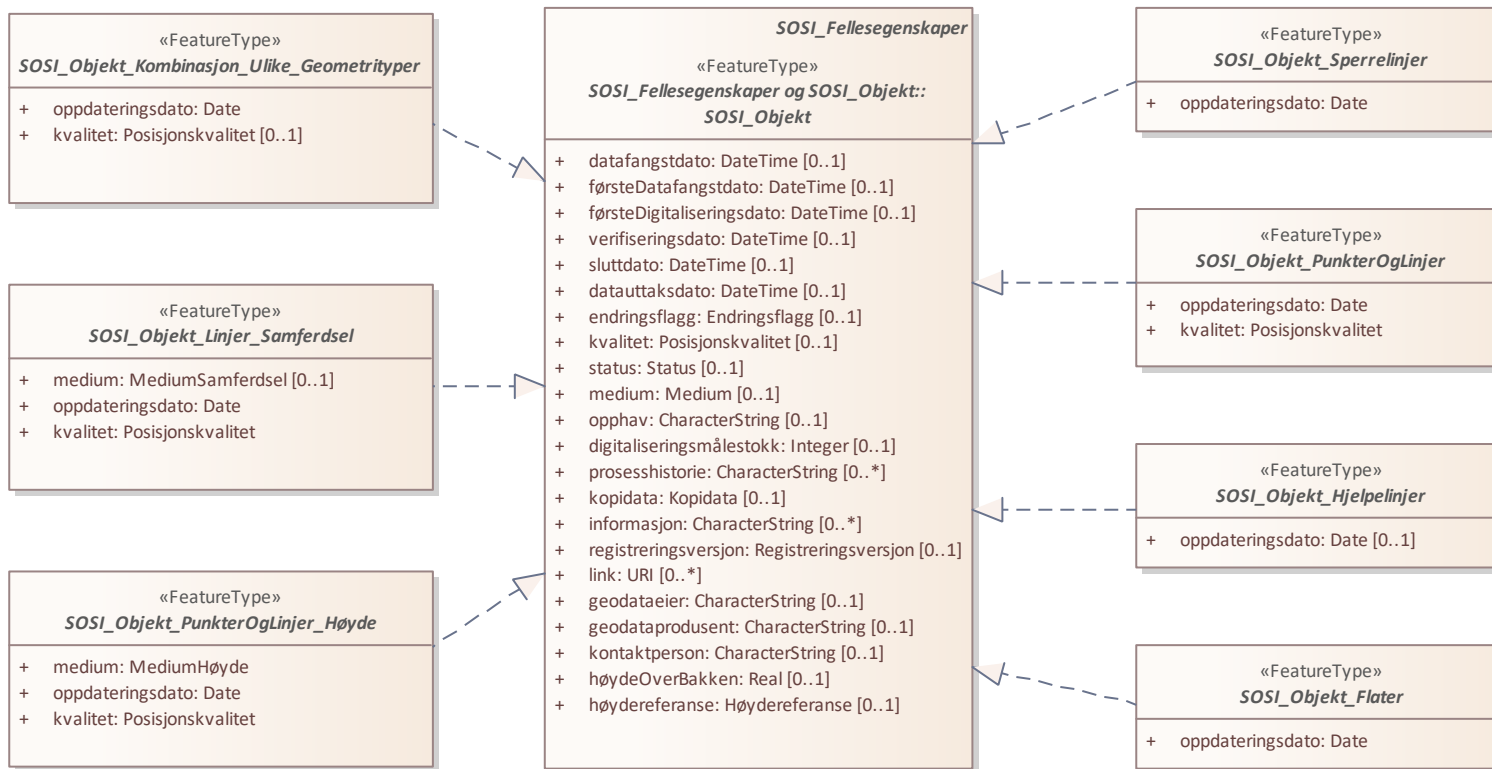 «FeatureType»
SOSI_Objekt_Kombinasjon_Ulike_Geometrityper
+ oppdateringsdato: Date
+ kvalitet: Posisjonskvalitet [0..1]
«FeatureType»
SOSI_Objekt_Linjer_Samferdsel
+ medium: MediumSamferdsel [0..1]
+ oppdateringsdato: Date
+ kvalitet: Posisjonskvalitet
«FeatureType»
SOSI_Objekt_PunkterOgLinjer_Høyde
+ medium: MediumHøyde
+ oppdateringsdato: Date
+ kvalitet: Posisjonskvalitet
SOSI_Fellesegenskaper
«FeatureType»
SOSI_Fellesegenskaper og SOSI_Objekt::
SOSI_Objekt
+ datafangstdato: DateTime [0..1]
+ førsteDatafangstdato: DateTime [0..1]
+ førsteDigitaliseringsdato: DateTime [0..1]
+ verifiseringsdato: DateTime [0..1]
+ sluttdato: DateTime [0..1]
+ datauttaksdato: DateTime [0..1]
+ endringsflagg: Endringsflagg [0..1]
+ kvalitet: Posisjonskvalitet [0..1]
+ status: Status [0..1]
+ medium: Medium [0..1]
+ opphav: CharacterString [0..1]
+ digitaliseringsmålestokk: Integer [0..1]
+ prosesshistorie: CharacterString [0..*]
+ kopidata: Kopidata [0..1]
+ informasjon: CharacterString [0..*]
+ registreringsversjon: Registreringsversjon [0..1]
+ link: URI [0..*]
+ geodataeier: CharacterString [0..1]
+ geodataprodusent: CharacterString [0..1]
+ kontaktperson: CharacterString [0..1]
+ høydeOverBakken: Real [0..1]
+ høydereferanse: Høydereferanse [0..1]
«FeatureType»
SOSI_Objekt_Sperrelinjer
+ oppdateringsdato: Date
«FeatureType»
SOSI_Objekt_PunkterOgLinjer
+ oppdateringsdato: Date
+ kvalitet: Posisjonskvalitet
«FeatureType»
SOSI_Objekt_Hjelpelinjer
+ oppdateringsdato: Date [0..1]
«FeatureType»
SOSI_Objekt_Flater
+ oppdateringsdato: Date